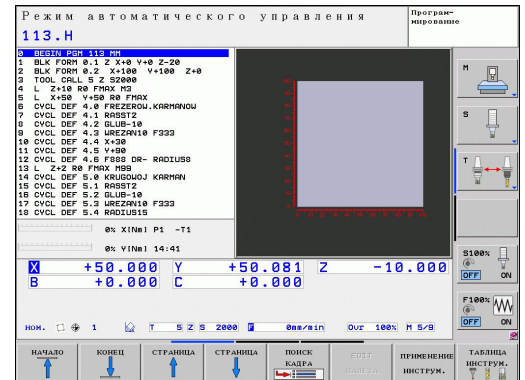 Режим автоматического управления
Програм-
мирование
113.H
0 BEGIN PGM 113 MM
1 BLK FORM 0.1 Z X+0 Y+0 Z-20
2 BLK FORM 0.2 X+100 Y+100 Z+0
3 TOOL CALL 5 Z S2000
4 L Z+10 R0 FMAX M3
5 L X+50 Y+50 R0 FMAX
6 CYCL DEF 4.0 FREZEROW.KARMANOW
7 CYCL DEF 4.1 RASST2
8 CYCL DEF 4.2 GLUB-10
9 CYCL DEF 4.3 WREZAN10 F333
10 CYCL DEF 4.4 X+30
11 CYCL DEF 4.5 Y+90
12 CYCL DEF 4.6 F888 DR- RADIUS8
13 L Z+2 R0 FMAX M99
14 CYCL DEF 5.0 KRUGOWOJ KARMAN
15 CYCL DEF 5.1 RASST2
16 CYCL DEF 5.2 GLUB-10
17 CYCL DEF 5.3 WREZAN10 F333
18 CYCL DEF 5.4 RADIUS15
M
S
T
0% X[Nm] P1 -T1
0% Y[Nm] 14:41
X +50.000 Y +50.081 Z -10.000
B +0.000 C +0.000
S100%
OFF ON
F100%
OFF ON
НОМ. 1 T 5 Z S 2000 F 0mm/min Ovr 100% M 5/9
НАЧАЛО
КОНЕЦ
СТРАНИЦА
СТРАНИЦА
ПОИСК
КАДРА
EDIT
ПРИМЕНЕНИЕ
ИНСТРУМ.
ТАБЛИЦА
ИНСТРУМ.